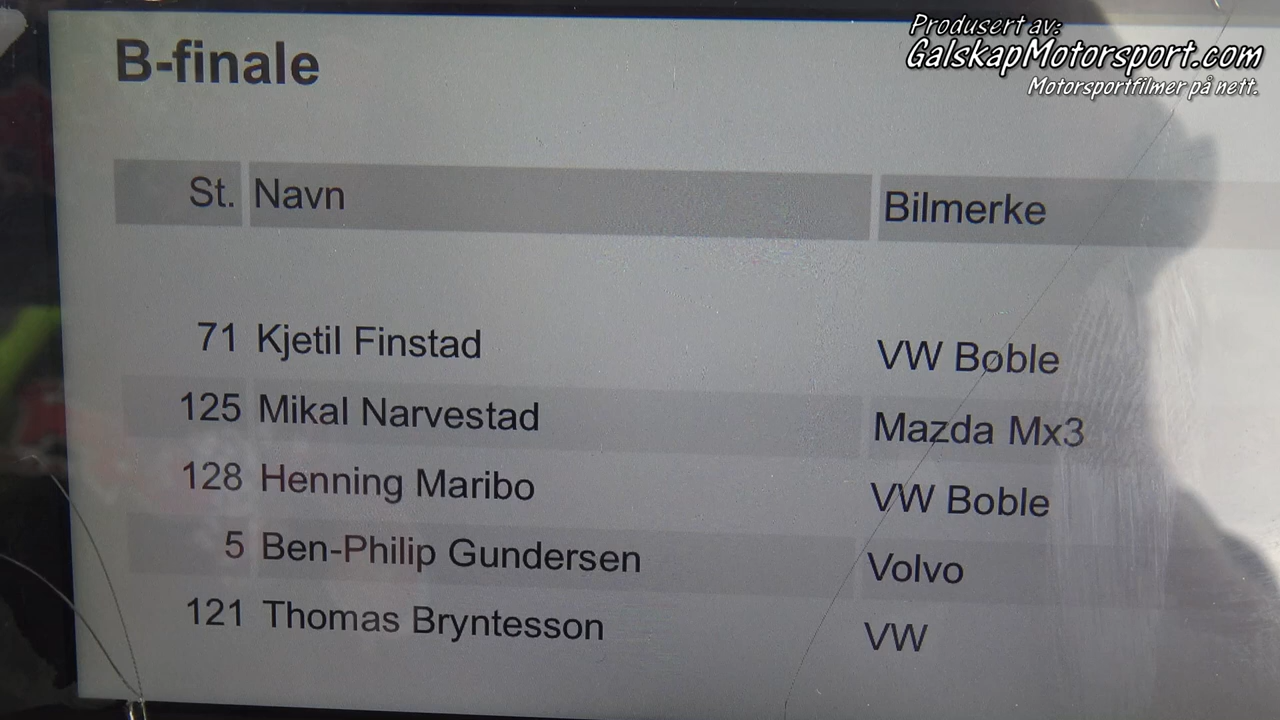 Produsert av:
GalskapMotorsport.com
Motorsportfilmer på nett.
B-finale
St. Navn Bilmerke
71 Kjetil Finstad VW Bøble
125 Mikal Narvestad Mazda Mx3
128 Henning Maribo VW Boble
5 Ben-Philip Gundersen Volvo
121 Thomas Bryntesson VW